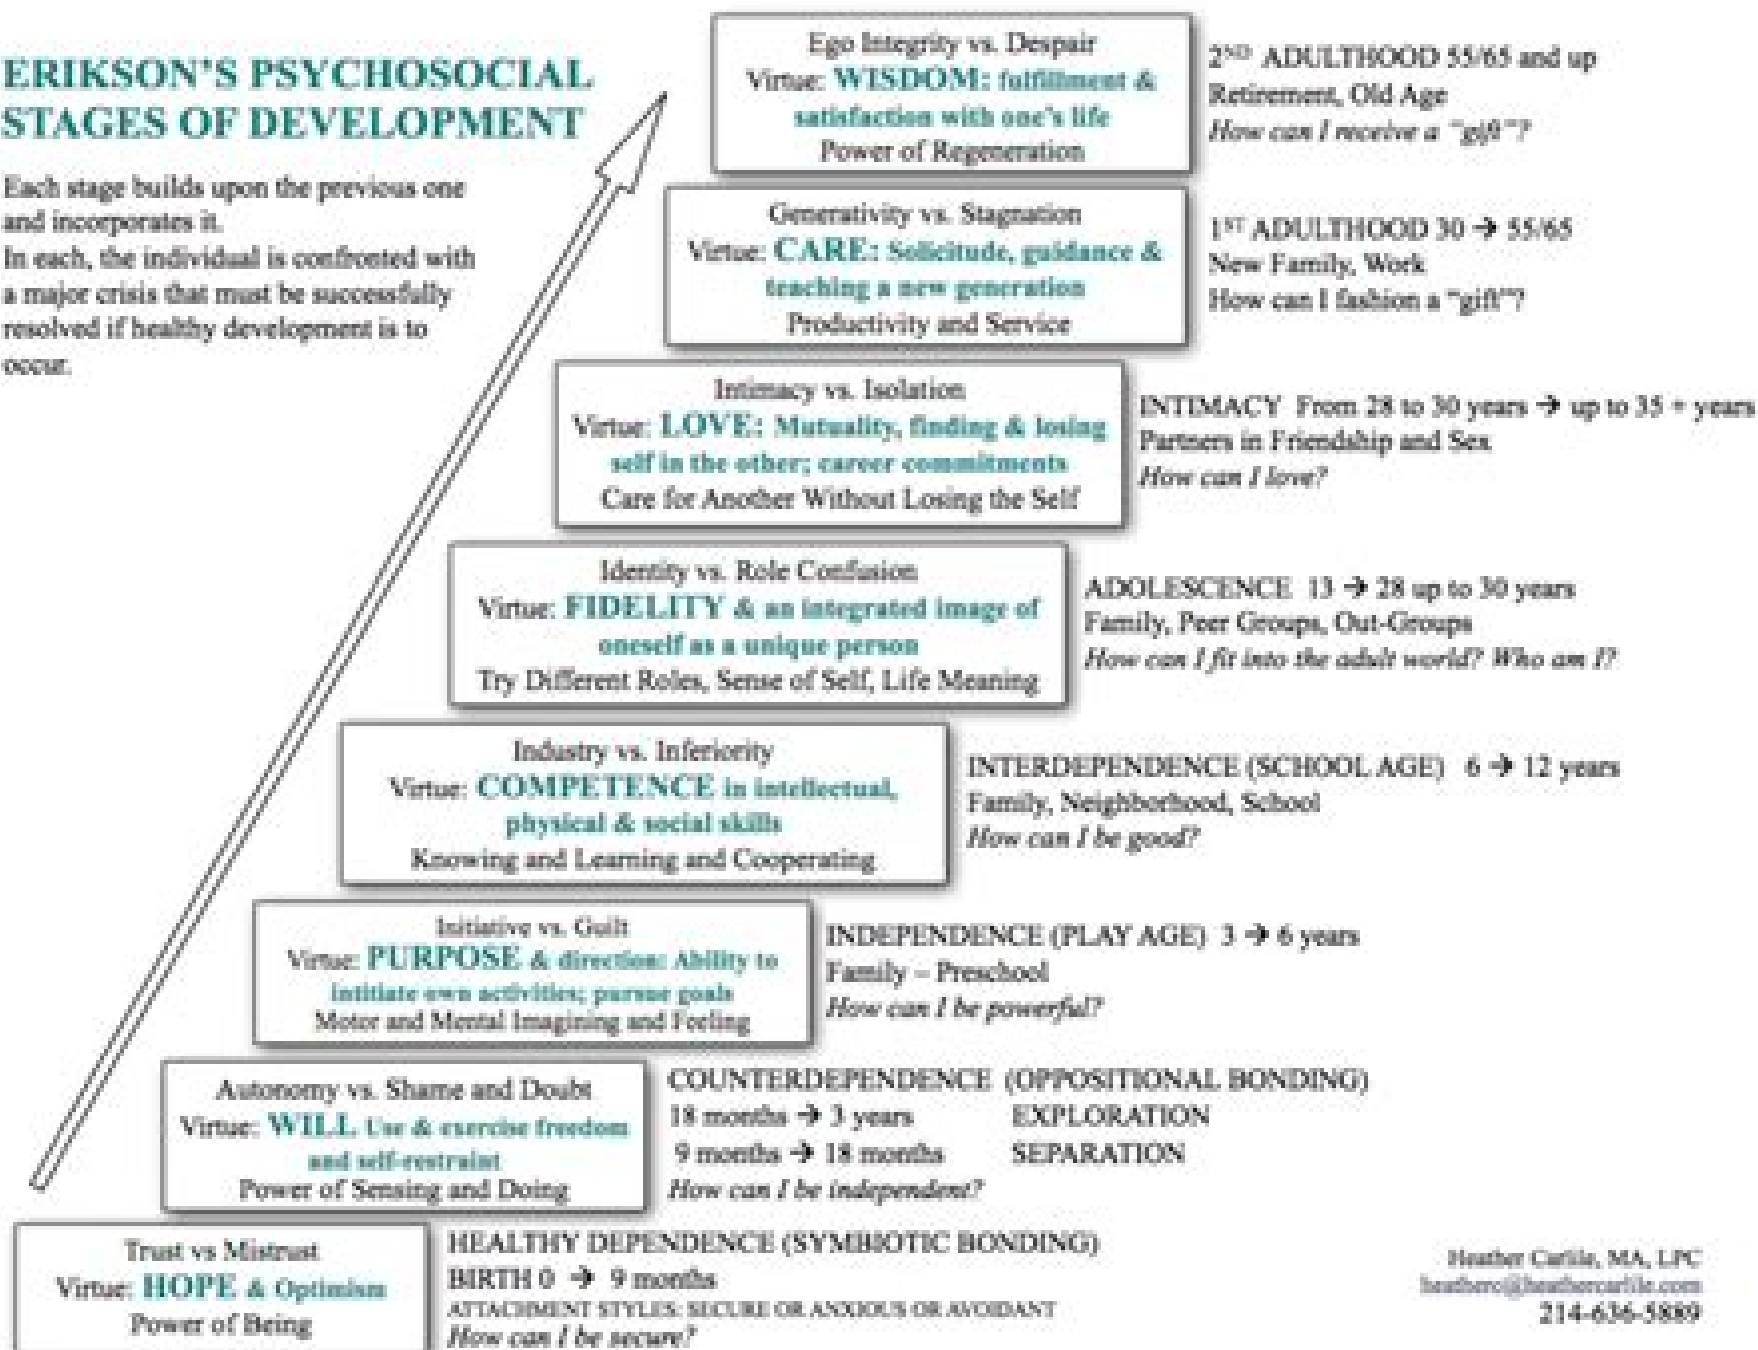 ERIKSON'S PSYCHOSOCIAL
STAGES OF DEVELOPMENT
Each stage builds upon the previous one
and incorporates it.
In each, the individual is confronted with
a major crisis that must be successfully
resolved if healthy development is to
occur.
Ego Integrity vs. Despair
Virtue: WISDOM: fulfillment &
satisfaction with one's life
Power of Regeneration
2ND ADULTHOOD 55/65 and up
Retirement, Old Age
How can I receive a "gift"?
Generativity vs. Stagnation
Virtue: CARE: Solicitude, guidance &
teaching a new generation
Productivity and Service
1ST ADULTHOOD 30 → 55/65
New Family, Work
How can I fashion a "gift"?
Intimacy vs. Isolation
Virtue: LOVE: Mutuality, finding & losing
self in the other; career commitments
Care for Another Without Losing the Self
INTIMACY From 28 to 30 years → up to 35 + years
Partners in Friendship and Sex
How can I love?
Identity vs. Role Confusion
Virtue: FIDELITY & an integrated image of
oneself as a unique person
Try Different Roles, Sense of Self, Life Meaning
ADOLESCENCE 13 → 28 up to 30 years
Family, Peer Groups, Out-Groups
How can I fit into the adult world? Who am I?
Industry vs. Inferiority
Virtue: COMPETENCE in intellectual,
physical & social skills
Knowing and Learning and Cooperating
INTERDEPENDENCE (SCHOOL AGE) 6 → 12 years
Family, Neighborhood, School
How can I be good?
Initiative vs. Guilt
Virtue: PURPOSE & direction: Ability to
intitiate own activities; pursue goals
Motor and Mental Imagining and Feeling
INDEPENDENCE (PLAY AGE) 3 → 6 years
Family – Preschool
How can I be powerful?
Autonomy vs. Shame and Doubt
Virtue: WILL Use & exercise freedom
and self-restraint
Power of Sensing and Doing
COUNTERDEPENDENCE (OPPOSITIONAL BONDING)
18 months → 3 years EXPLORATION
9 months → 18 months SEPARATION
How can I be independent?
Trust vs Mistrust
Virtue: HOPE & Optimism
Power of Being
HEALTHY DEPENDENCE (SYMBIOTIC BONDING)
BIRTH 0 → 9 months
ATTACHMENT STYLES: SECURE OR ANXIOUS OR AVOIDANT
How can I be secure?
Heather Carlile, MA, LPC
heatherc@heathercarlile.com
214-636-5889